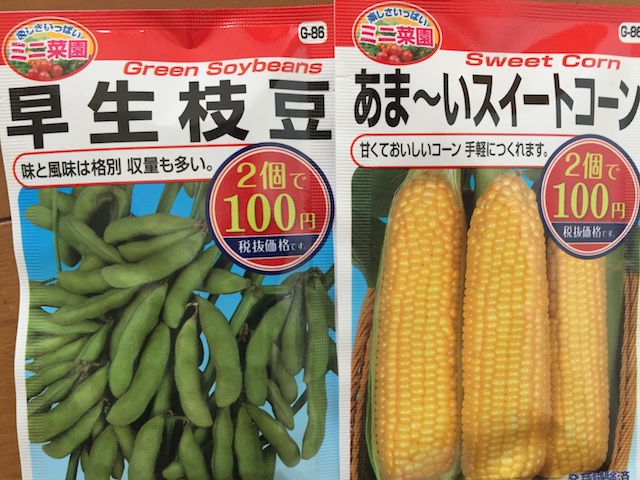 楽しさいっぱい
ミニ菜園
G-86
Green Soybeans
早生枝豆
味と風味は格別 収量も多い。
2個で
100円
税抜価格です。
楽しさいっぱい
ミニ菜園
G-86
Sweet Corn
あま〜いスイートコーン
甘くておいしいコーン 手軽につくれます。
2個で
100円
税抜価格です。